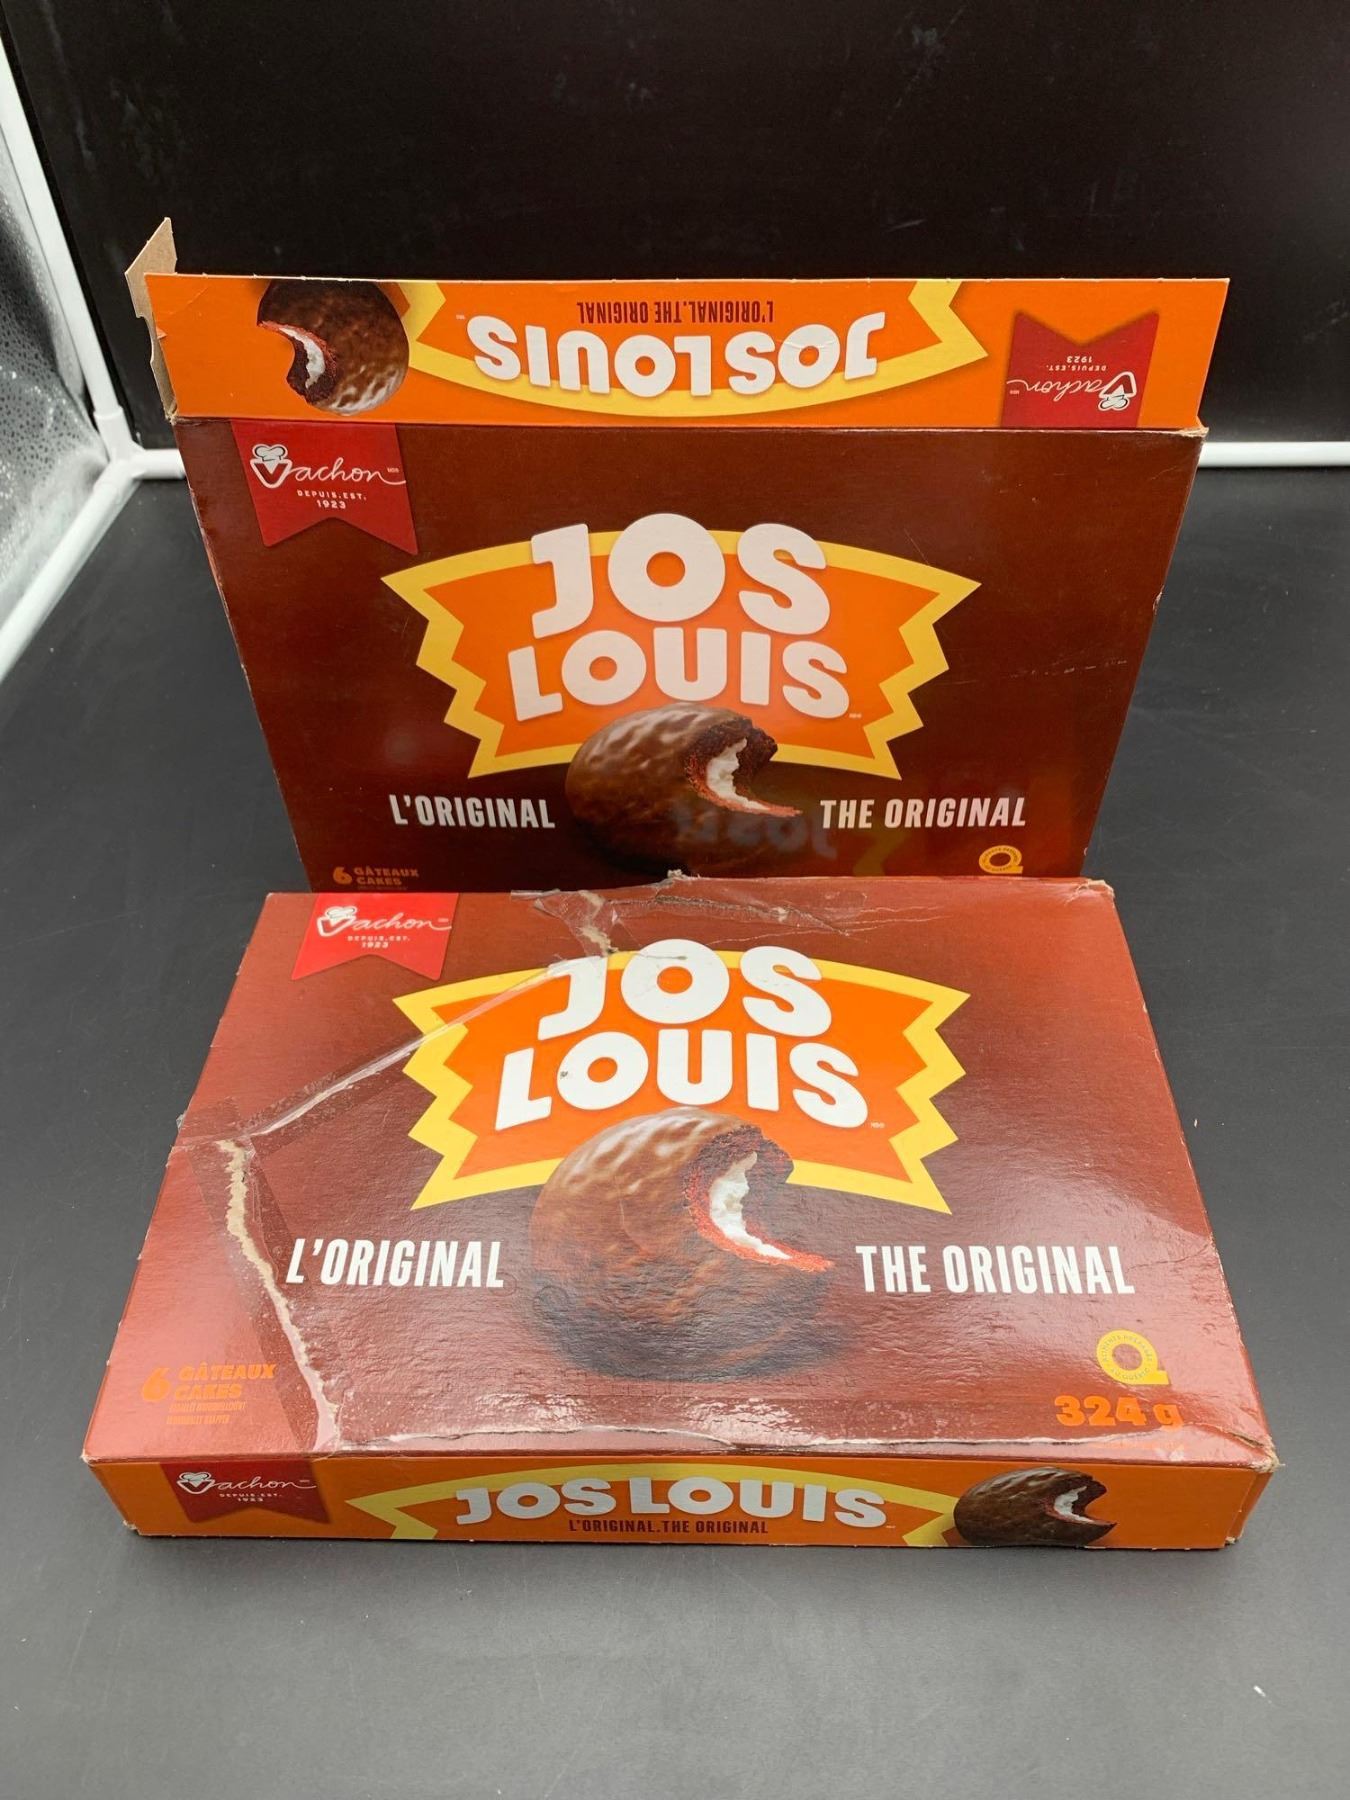 L'ORIGINAL.THE ORIGINAL
JOS LOUIS
Vachon
DEPUIS.EST.
1923
Vachon MD®
DEPUIS.EST.
1923
JOS
LOUIS
L'ORIGINAL
THE ORIGINAL
6 GÂTEAUX
CAKES
Vachon
DEPUIS.EST.
1923
JOS
LOUIS
L'ORIGINAL
THE ORIGINAL
6 GÂTEAUX
CAKES
324 g
Vachon
DEPUIS.EST.
1923
JOS LOUIS
L'ORIGINAL.THE ORIGINAL